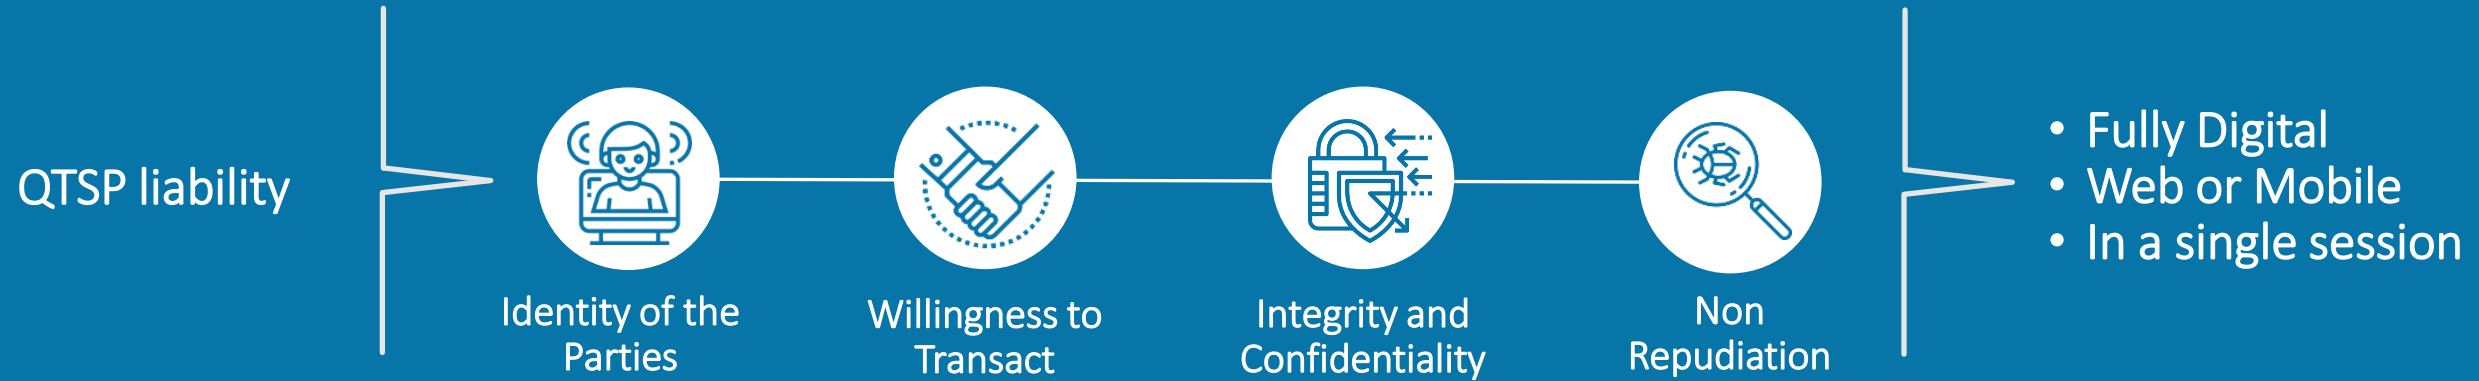 QTSP liability
Identity of the
Parties
Willingness to
Transact
Integrity and
Confidentiality
Non
Repudiation
• Fully Digital
• Web or Mobile
• In a single session